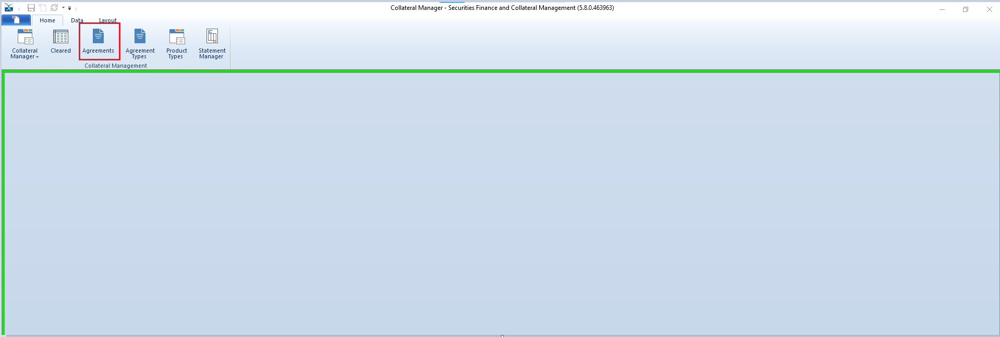 Collateral Manager - Securities Finance and Collateral Management (5.8.0.463963)
Home Data Layout
Collateral Manager
Cleared
Agreements
Agreement Types
Product Types
Statement Manager
Collateral Management